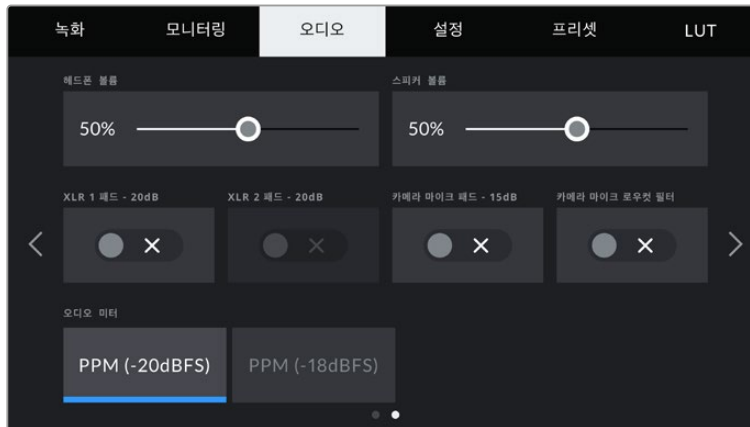 녹화 모니터링 오디오 설정 프리셋 LUT
헤드폰 볼륨 스피커 볼륨
50% 50%
XLR 1 패드 - 20dB XLR 2 패드 - 20dB 카메라 마이크 패드 - 15dB 카메라 마이크 로우컷 필터
오디오 미터
PPM (-20dBFS) PPM (-18dBFS)